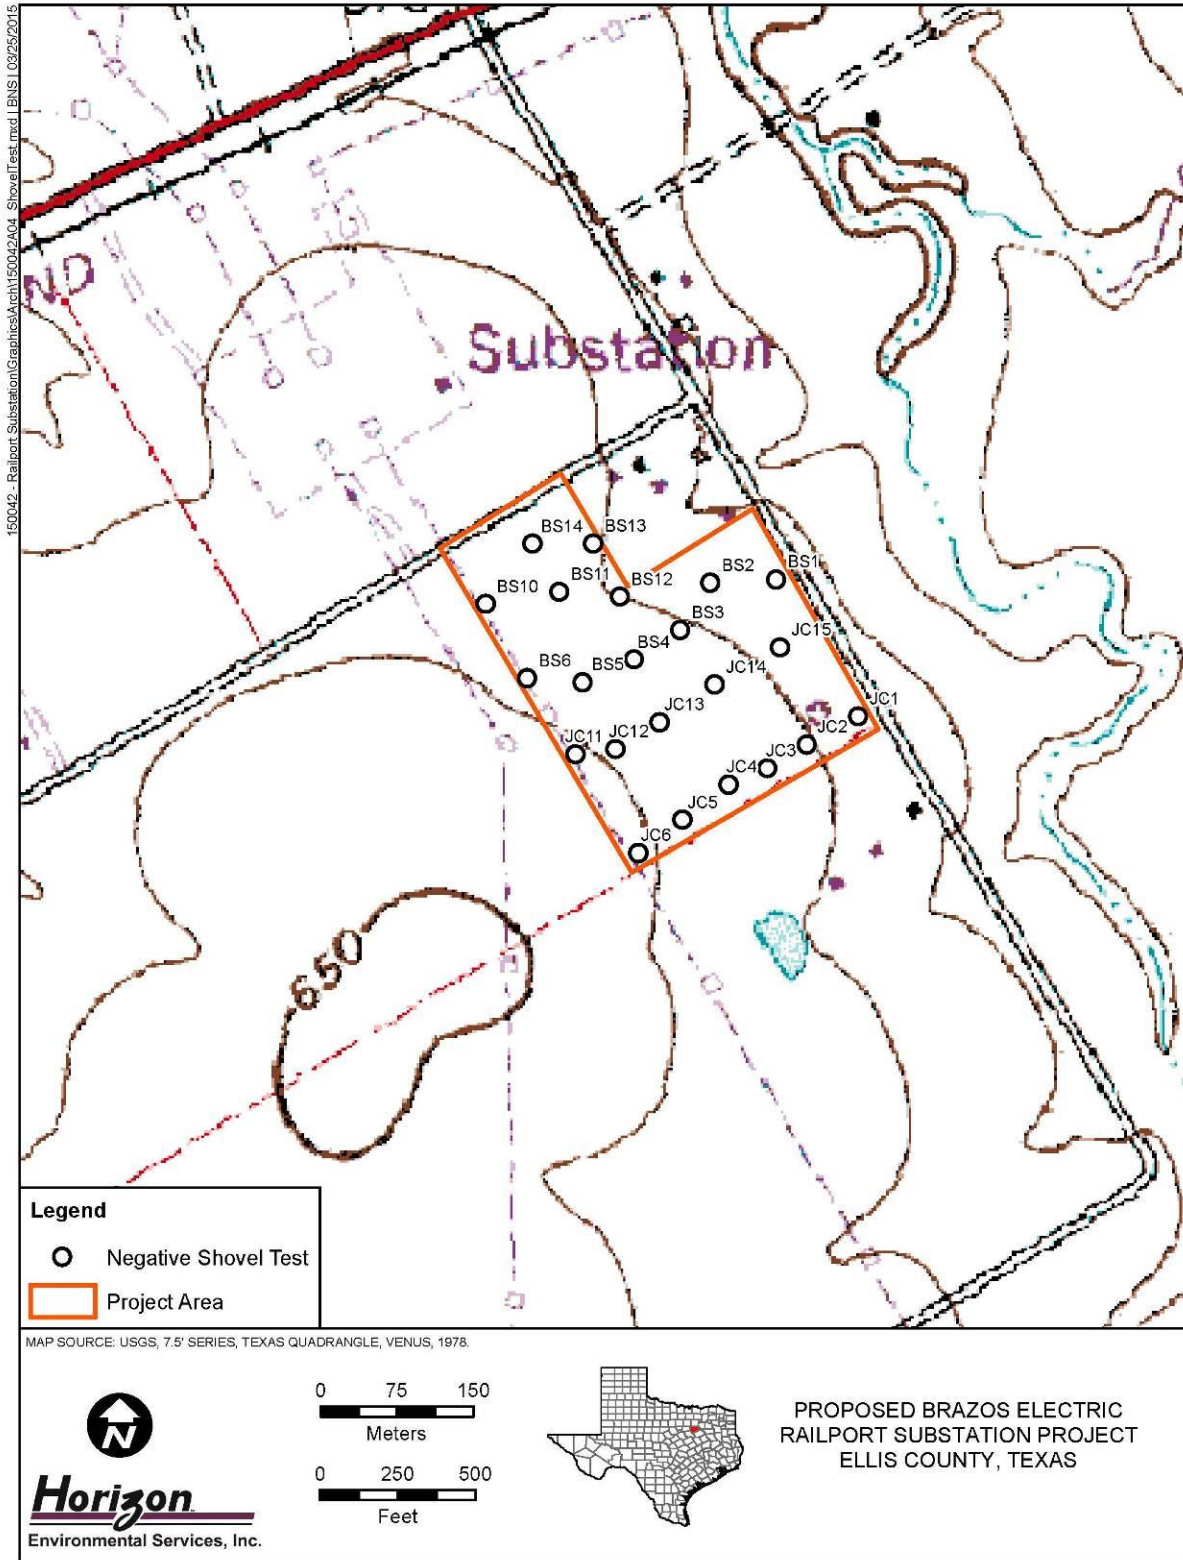 150042 - Railport Substation\Graphics\Arch\150042A04_ShovelTest.mxd | BNS | 03/25/2015
ND
Substation
BS14
BS13
BS10
BS11
BS12
BS2
BS1
BS3
BS4
JC15
BS6
BS5
JC14
JC13
JC1
JC2
JC11
JC12
JC3
JC4
JC5
JC6
650
Legend
Negative Shovel Test
Project Area
MAP SOURCE: USGS, 7.5' SERIES, TEXAS QUADRANGLE, VENUS, 1978.
N
Horizon
Environmental Services, Inc.
0 75 150
Meters
0 250 500
Feet
PROPOSED BRAZOS ELECTRIC
RAILPORT SUBSTATION PROJECT
ELLIS COUNTY, TEXAS